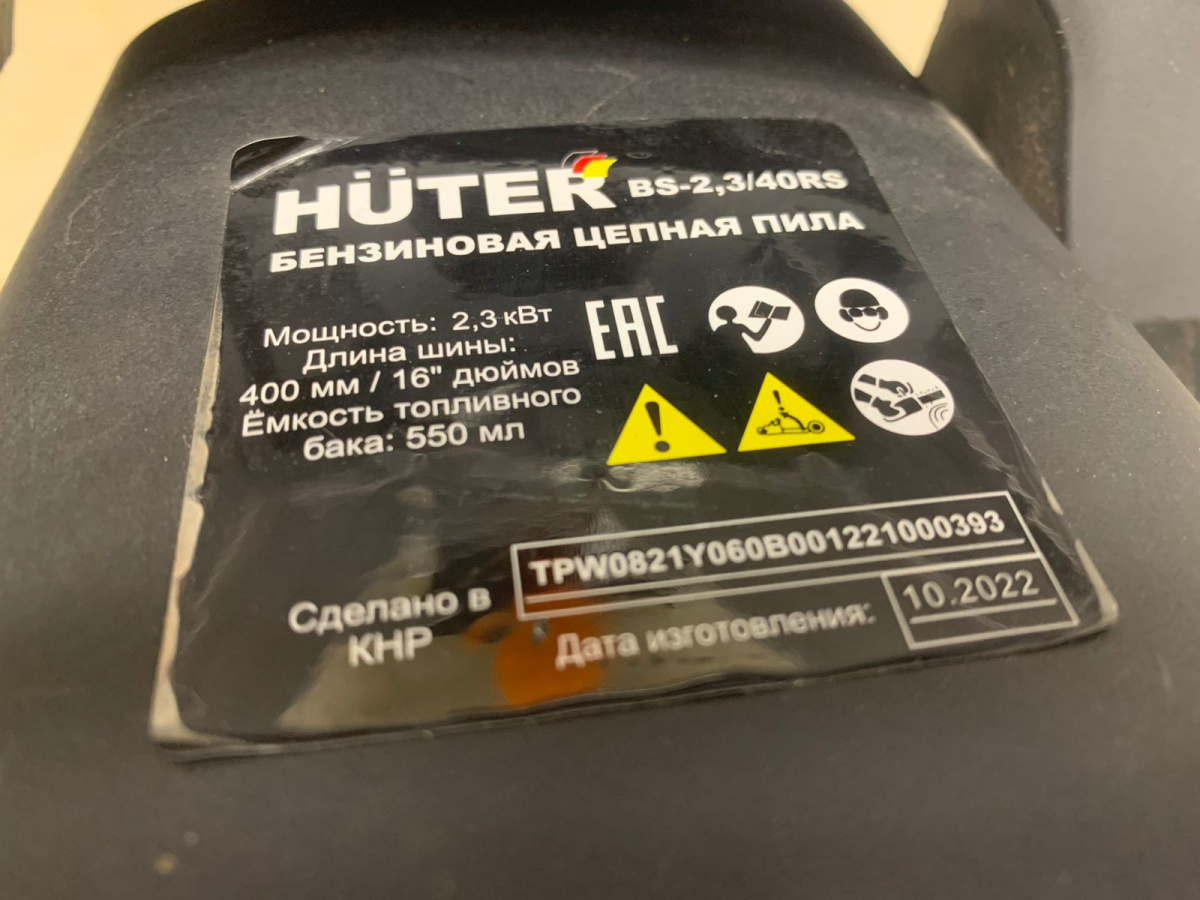 HÜTER BS-2,3/40RS
БЕНЗИНОВАЯ ЦЕПНАЯ ПИЛА
Мощность: 2,3 кВт
Длина шины:
400 мм / 16" дюймов
Ёмкость топливного
бака: 550 мл
EAC
TPW0821Y060B001221000393
Сделано в
КНР
Дата изготовления: 10.2022